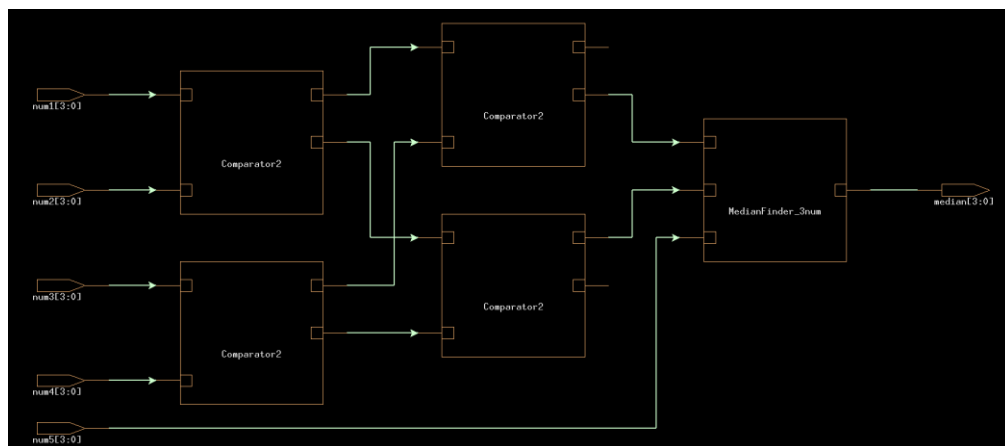 num1[3:0]
Comparator2
num2[3:0]
Comparator2
MedianFinder_3num
median[3:0]
num3[3:0]
Comparator2
Comparator2
num4[3:0]
num5[3:0]